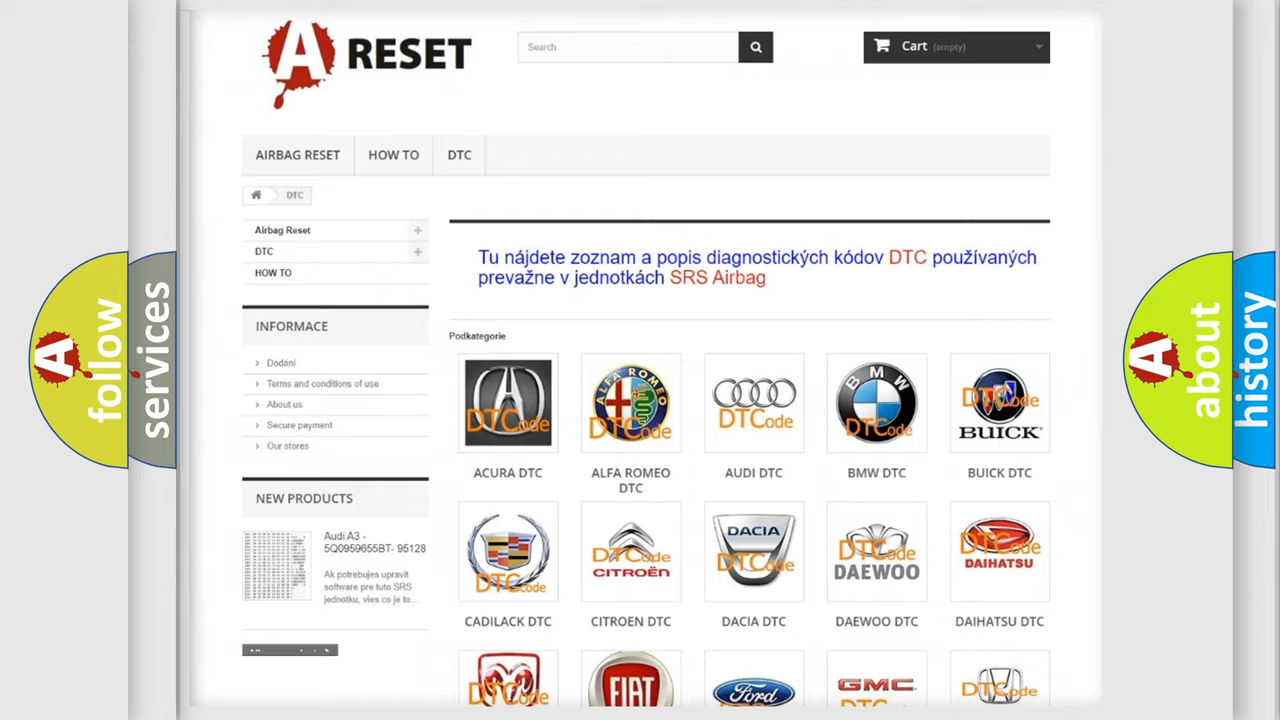 A RESET
Search
Cart (empty)
AIRBAG RESET
HOW TO
DTC
DTC
Airbag Reset
DTC
HOW TO
INFORMACE
Dodání
Terms and conditions of use
About us
Secure payment
Our stores
NEW PRODUCTS
Audi A3 -
5Q0959655BT- 95128
Ak potrebujes upravit
software pre tuto SRS
jednotku, vies co je to...
Tu nájdete zoznam a popis diagnostických kódov DTC používaných
prevažne v jednotkách SRS Airbag
Podkategorie
DTCode
ALFA ROMEO
DTCode
DTCode
BMW
DTCode
DTCode
BUICK
ACURA DTC
ALFA ROMEO
DTC
AUDI DTC
BMW DTC
BUICK DTC
DTCode
DTCode
CITROËN
DACIA
DTCode
DTCode
DAEWOO
DTCode
DAIHATSU
CADILACK DTC
CITROEN DTC
DACIA DTC
DAEWOO DTC
DAIHATSU DTC
DTCode
FIAT
Ford
GMC
DTCode
A follow
services
A about
history